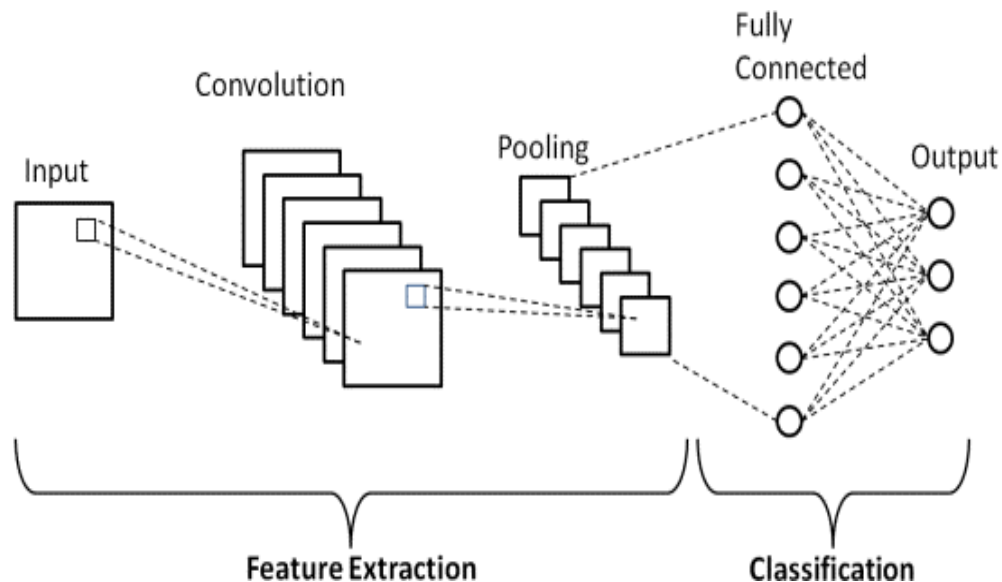 Fully
Connected
Convolution
Pooling
Output
Input
Feature Extraction
Classification